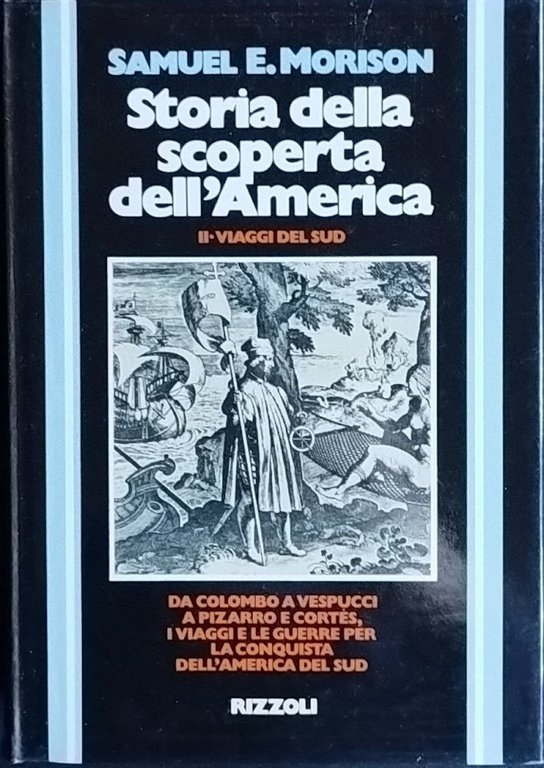 SAMUEL E. MORISON
Storia della
scoperta
dell'America
II • VIAGGI DEL SUD
DA COLOMBO A VESPUCCI
A PIZARRO E CORTÈS,
I VIAGGI E LE GUERRE PER
LA CONQUISTA
DELL'AMERICA DEL SUD
RIZZOLI